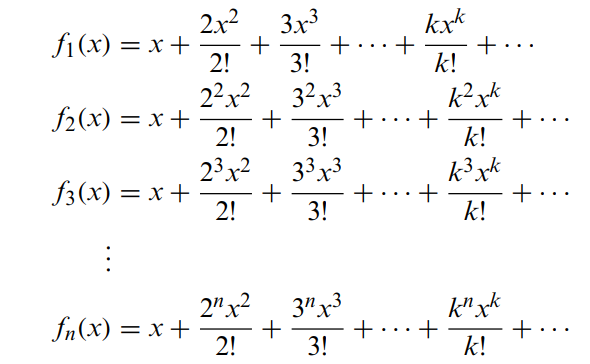 f₁(x) = x + 2x²/2! + 3x³/3! + ⋯ + kxᵏ/k! + ⋯
f₂(x) = x + 2²x²/2! + 3²x³/3! + ⋯ + k²xᵏ/k! + ⋯
f₃(x) = x + 2³x²/2! + 3³x³/3! + ⋯ + k³xᵏ/k! + ⋯
⋮
fₙ(x) = x + 2ⁿx²/2! + 3ⁿx³/3! + ⋯ + kⁿxᵏ/k! + ⋯